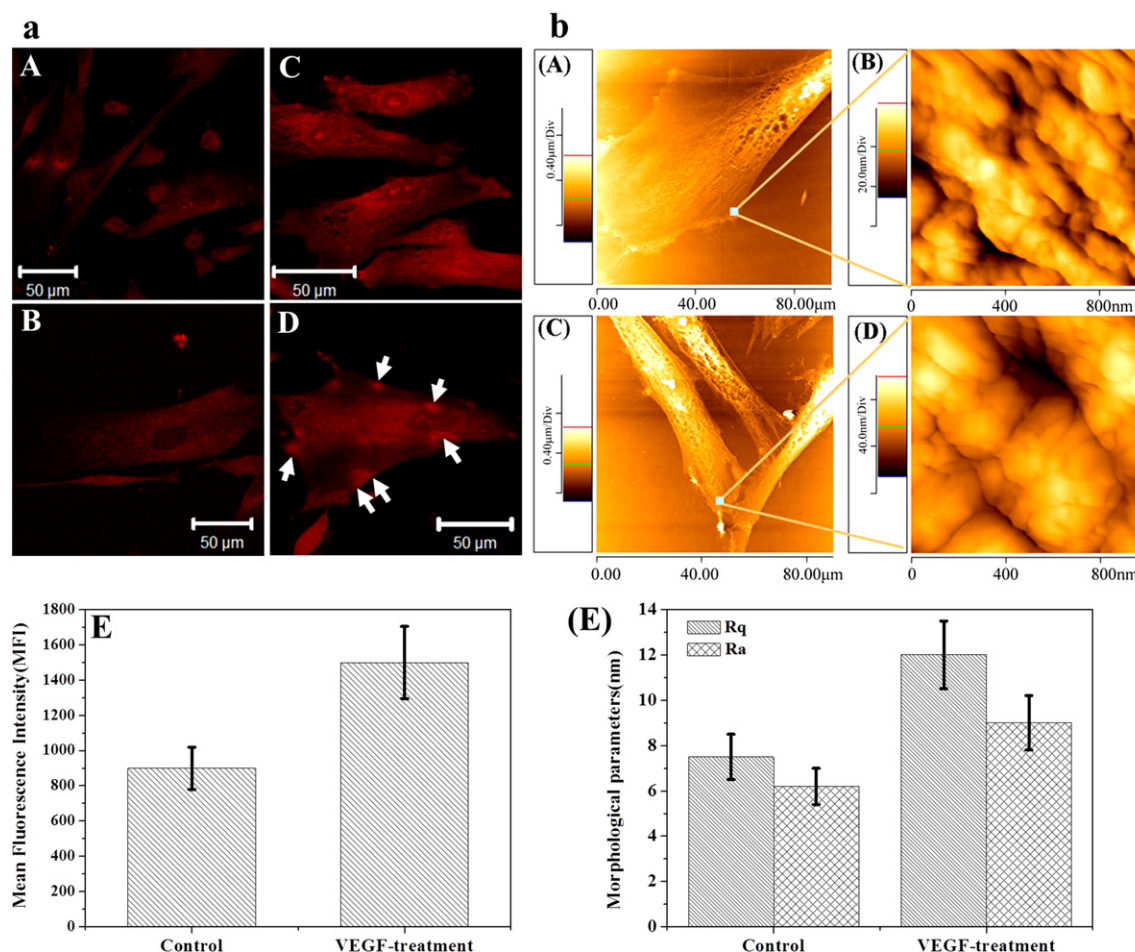 a
A
50 µm
C
50 µm
B
50 µm
D
50 µm
E
Mean Fluorescence Intensity(MFI)
1800
1600
1400
1200
1000
800
600
400
200
0
Control VEGF-treatment
b
(A)
0.40µm/Div
0.00 40.00 80.00µm
(B)
20.0nm/Div
0 400 800nm
(C)
0.40µm/Div
0.00 40.00 80.00µm
(D)
40.0nm/Div
0 400 800nm
(E)
Rq
Ra
Morphological parameters(nm)
14
12
10
8
6
4
2
0
Control VEGF-treatment